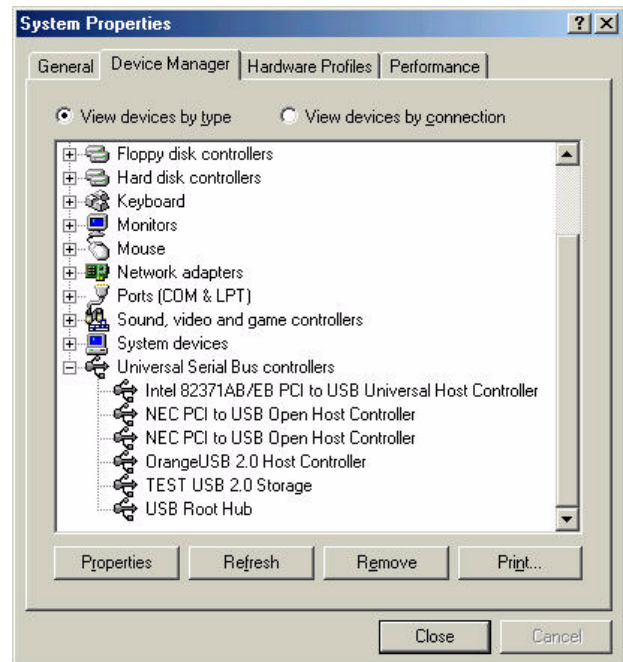 System Properties
General Device Manager Hardware Profiles Performance
View devices by type View devices by connection
Floppy disk controllers
Hard disk controllers
Keyboard
Monitors
Mouse
Network adapters
Ports (COM & LPT)
Sound, video and game controllers
System devices
Universal Serial Bus controllers
Intel 82371AB/EB PCI to USB Universal Host Controller
NEC PCI to USB Open Host Controller
NEC PCI to USB Open Host Controller
OrangeUSB 2.0 Host Controller
TEST USB 2.0 Storage
USB Root Hub
Properties Refresh Remove Print...
Close Cancel